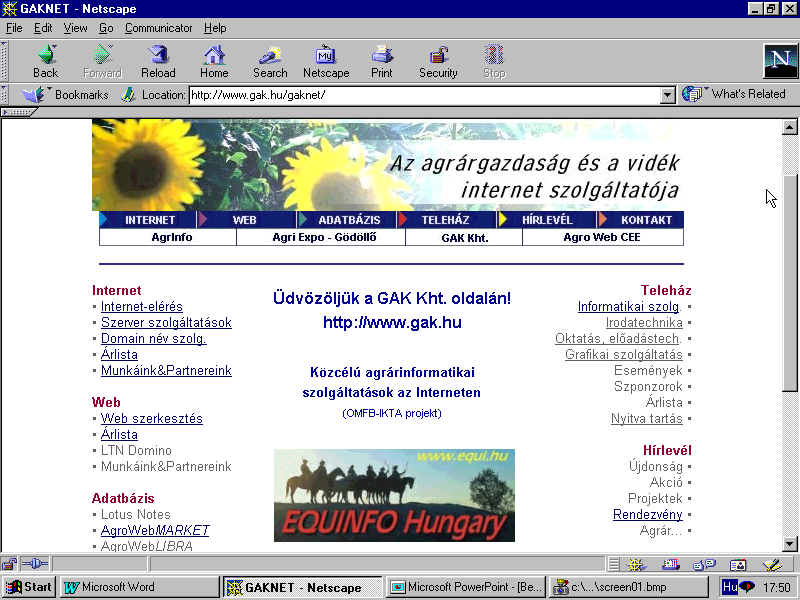 GAKNET - Netscape
File Edit View Go Communicator Help
Back Forward Reload Home Search Netscape Print Security Stop
My
N
Bookmarks Location: http://www.gak.hu/gaknet/ What's Related
Az agrárgazdaság és a vidék
internet szolgáltatója
INTERNET WEB ADATBÁZIS TELEHÁZ HÍRLEVÉL KONTAKT
AgrInfo Agri Expo - Gödöllő GAK Kht. Agro Web CEE
Internet
• Internet-elérés
• Szerver szolgáltatások
• Domain név szolg.
• Árlista
• Munkáink&Partnereink
Web
• Web szerkesztés
• Árlista
• LTN Domino
• Munkáink&Partnereink
Adatbázis
• Lotus Notes
• AgroWebMARKET
• AgroWebLIBRA
Üdvözöljük a GAK Kht. oldalán!
http://www.gak.hu
Közcélú agrárinformatikai
szolgáltatások az Interneten
(OMFB-IKTA projekt)
www.equi.hu
EQUINFO Hungary
Teleház
Informatikai szolg. •
Irodatechnika •
Oktatás, előadástech. •
Grafikai szolgáltatás •
Események •
Szponzorok •
Árlista •
Nyitva tartás •
Hírlevél
Újdonság •
Akció •
Projektek •
Rendezvény •
Agrár... •
Start Microsoft Word GAKNET - Netscape Microsoft PowerPoint - [Be... c:\...\screen01.bmp Hu 17:50